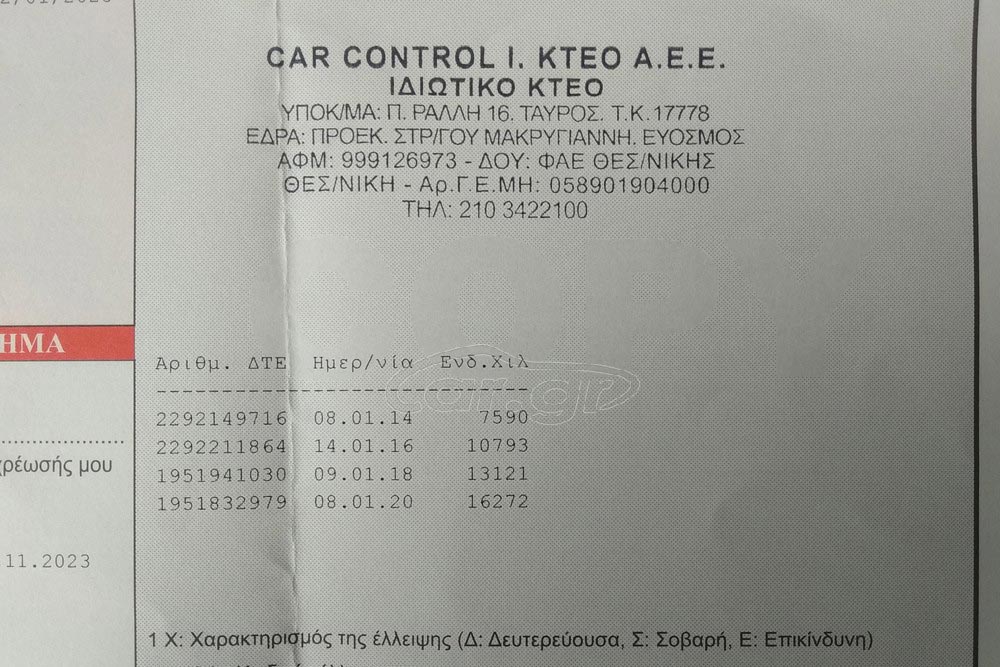 CAR CONTROL Ι. ΚΤΕΟ Α.Ε.Ε.
ΙΔΙΩΤΙΚΟ ΚΤΕΟ
ΥΠΟΚ/ΜΑ: Π. ΡΑΛΛΗ 16. ΤΑΥΡΟΣ. Τ.Κ.17778
ΕΔΡΑ: ΠΡΟΕΚ. ΣΤΡ/ΓΟΥ ΜΑΚΡΥΓΙΑΝΝΗ. ΕΥΟΣΜΟΣ
ΑΦΜ: 999126973 - ΔΟΥ: ΦΑΕ ΘΕΣ/ΝΙΚΗΣ
ΘΕΣ/ΝΙΚΗ - Αρ.Γ.Ε.ΜΗ: 058901904000
ΤΗΛ: 210 3422100
ΗΜΑ
Αριθμ. ΔΤΕ Ημερ/νία Ενδ.Χιλ
car.gr
2292149716 08.01.14 7590
2292211864 14.01.16 10793
1951941030 09.01.18 13121
1951832979 08.01.20 16272
χρέωσής μου
11.2023
1 Χ: Χαρακτηρισμός της έλλειψης (Δ: Δευτερεύουσα, Σ: Σοβαρή, Ε: Επικίνδυνη)